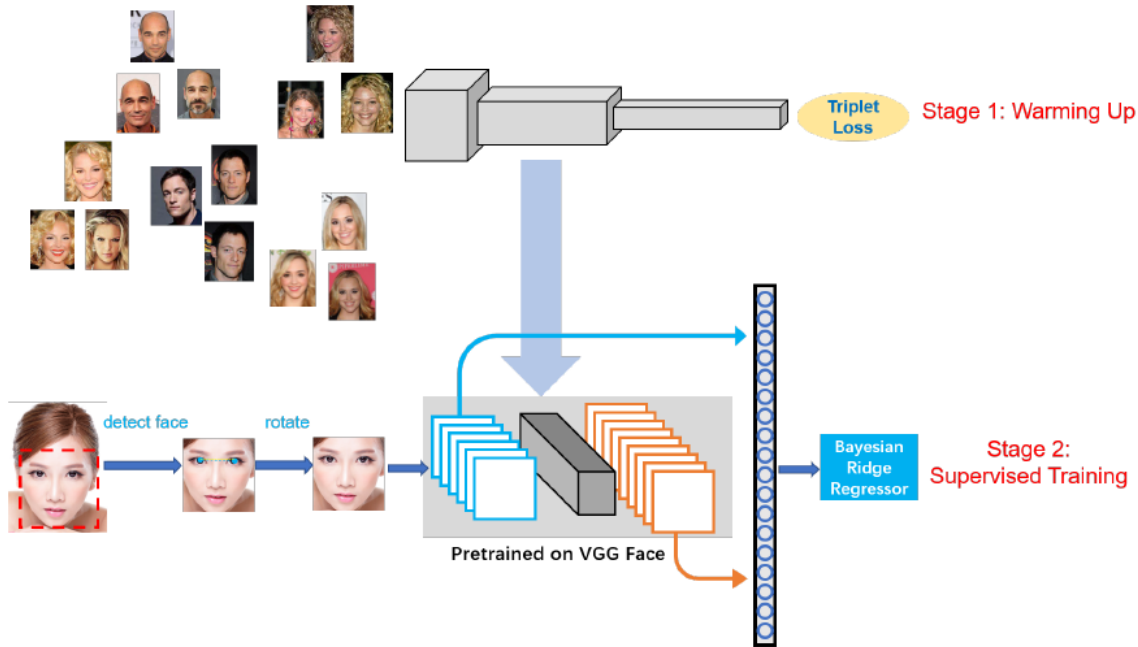 Triplet
Loss
Stage 1: Warming Up
detect face
rotate
Pretrained on VGG Face
Bayesian
Ridge
Regressor
Stage 2:
Supervised Training